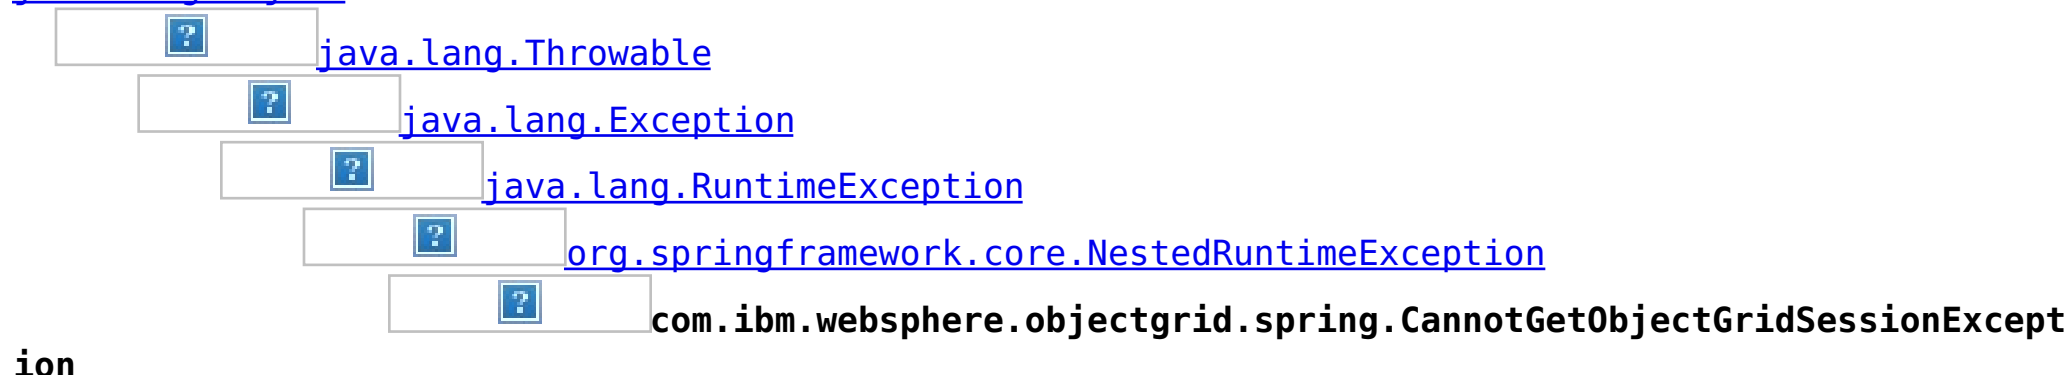 java.lang.Throwable
java.lang.Exception
java.lang.RuntimeException
org.springframework.core.NestedRuntimeException
com.ibm.websphere.objectgrid.spring.CannotGetObjectGridSessionExcept
ion